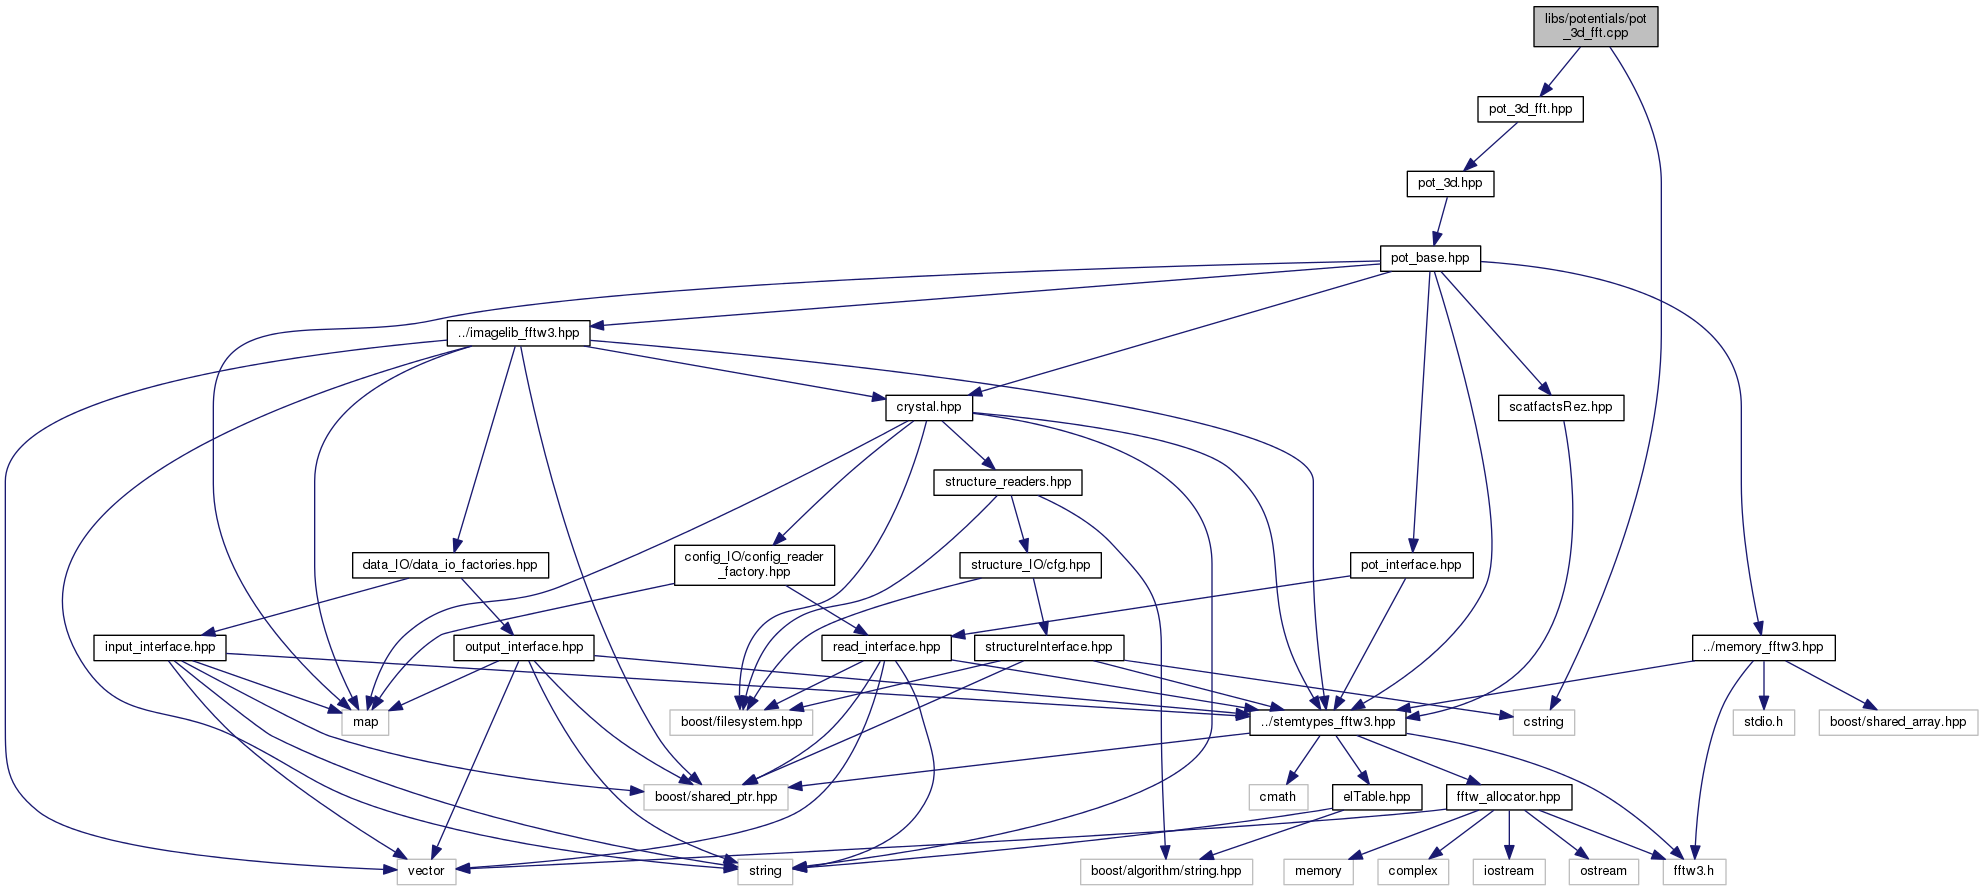 libs/potentials/pot
_3d_fft.cpp
pot_3d_fft.hpp
pot_3d.hpp
pot_base.hpp
../imagelib_fftw3.hpp
crystal.hpp
scatfactsRez.hpp
structure_readers.hpp
data_IO/data_io_factories.hpp
config_IO/config_reader
_factory.hpp
structure_IO/cfg.hpp
pot_interface.hpp
input_interface.hpp
output_interface.hpp
read_interface.hpp
structureInterface.hpp
../memory_fftw3.hpp
map
boost/filesystem.hpp
../stemtypes_fftw3.hpp
cstring
stdio.h
boost/shared_array.hpp
boost/shared_ptr.hpp
cmath
elTable.hpp
fftw_allocator.hpp
vector
string
boost/algorithm/string.hpp
memory
complex
iostream
ostream
fftw3.h